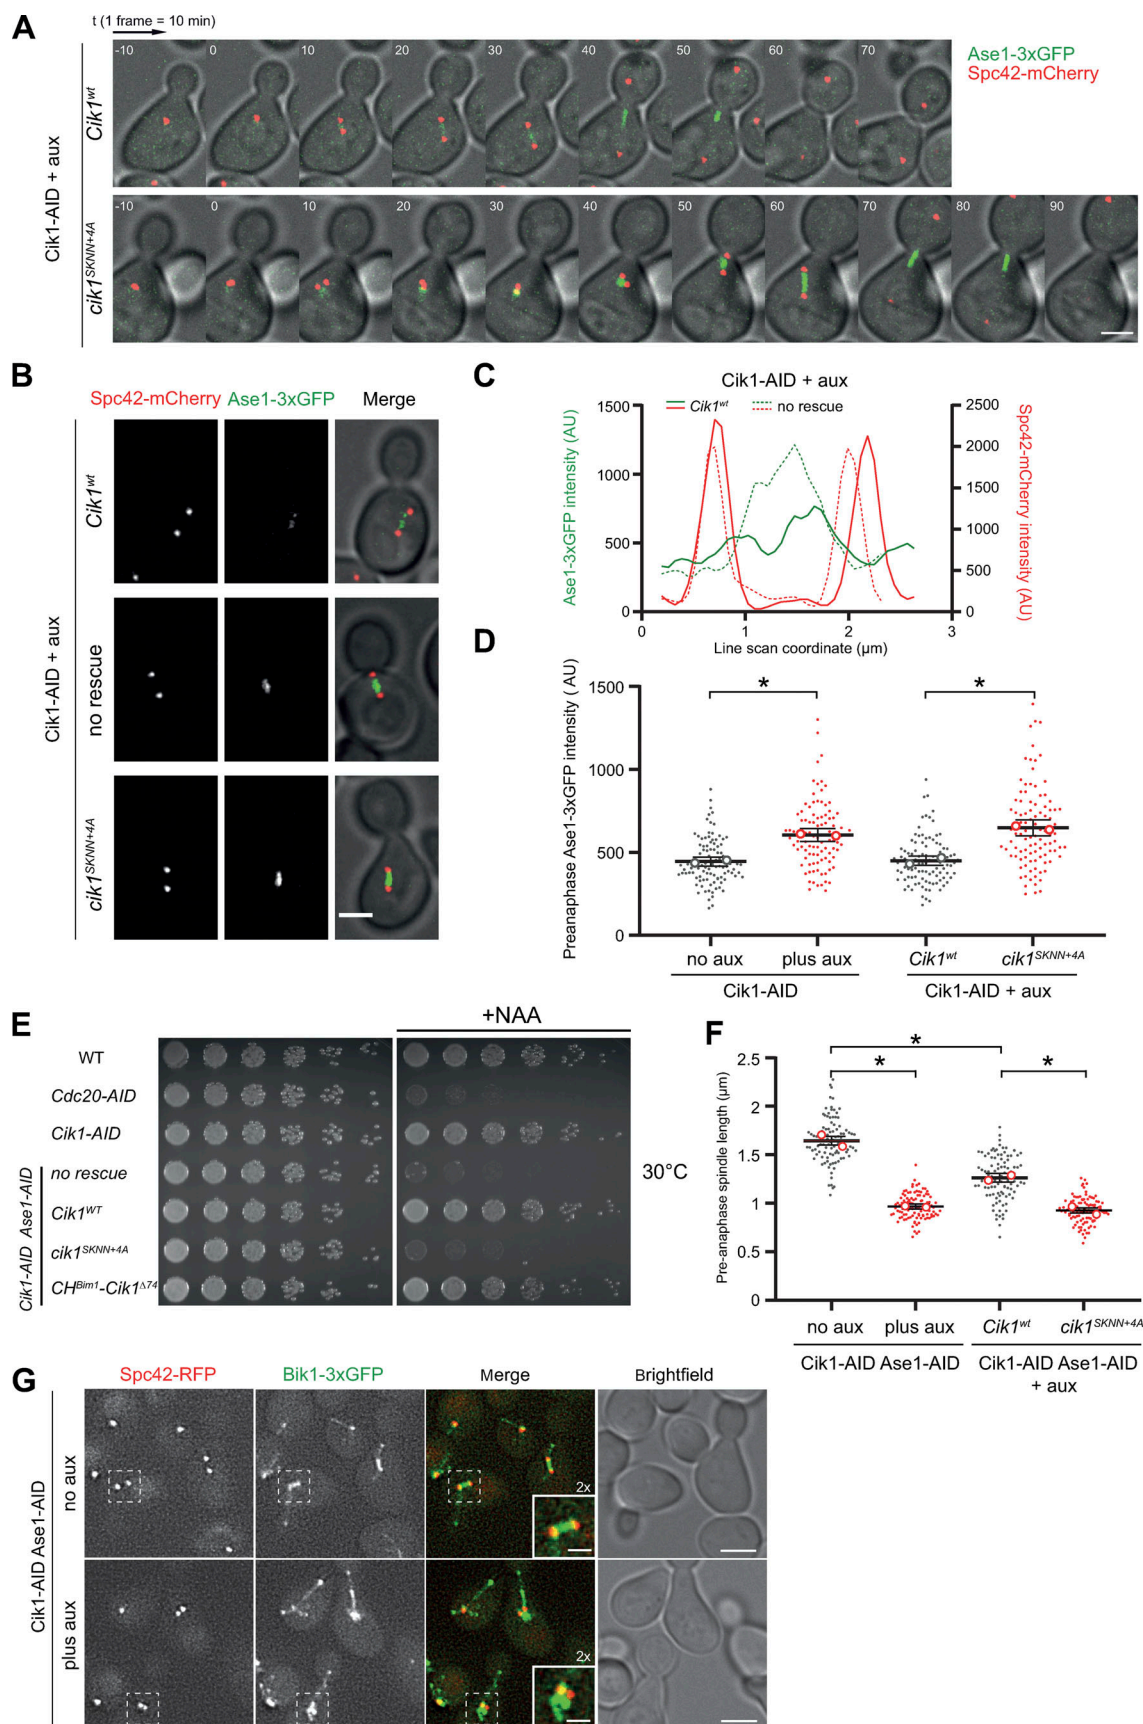 A
t (1 frame = 10 min)
Ase1-3xGFP
Spc42-mCherry
Cik1-AID + aux
Cik1wt
-10 0 10 20 30 40 50 60 70
cik1SKNN+4A
-10 0 10 20 30 40 50 60 70 80 90
B
Spc42-mCherry Ase1-3xGFP Merge
Cik1-AID + aux
Cik1wt
no rescue
cik1SKNN+4A
C
Cik1-AID + aux
Cik1wt no rescue
Ase1-3xGFP intensity (AU)
1500
1000
500
0
Spc42-mCherry intensity (AU)
2500
2000
1500
1000
500
0
0 1 2 3
Line scan coordinate (µm)
D
Preanaphase Ase1-3xGFP intensity ( AU)
1500
1000
500
0
* *
no aux plus aux Cik1wt cik1SKNN+4A
Cik1-AID Cik1-AID + aux
E
+NAA
WT
Cdc20-AID
Cik1-AID
Cik1-AID Ase1-AID
no rescue
Cik1WT
cik1SKNN+4A
CHBim1-Cik1Δ74
30°C
F
Pre-anaphase spindle length (µm)
2.5
2
1.5
1
0.5
0
*
* *
no aux plus aux Cik1wt cik1SKNN+4A
Cik1-AID Ase1-AID Cik1-AID Ase1-AID
+ aux
G
Spc42-RFP Bik1-3xGFP Merge Brightfield
Cik1-AID Ase1-AID
no aux
2x
plus aux
2x